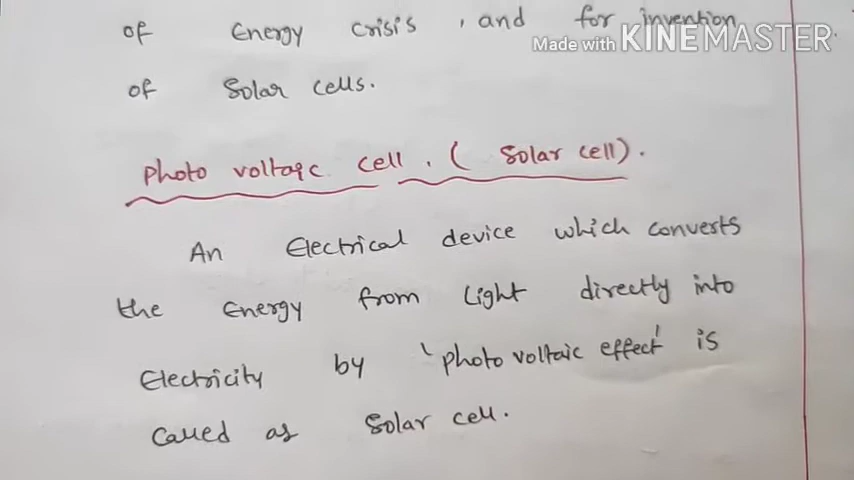 of Energy crisis , and for invention
Made with KINEMASTER
of Solar cells.
Photo voltaic cell . ( Solar cell) .
An Electrical device which converts
the Energy from Light directly into
Electricity by 'photo voltaic effect' is
Called as Solar cell.